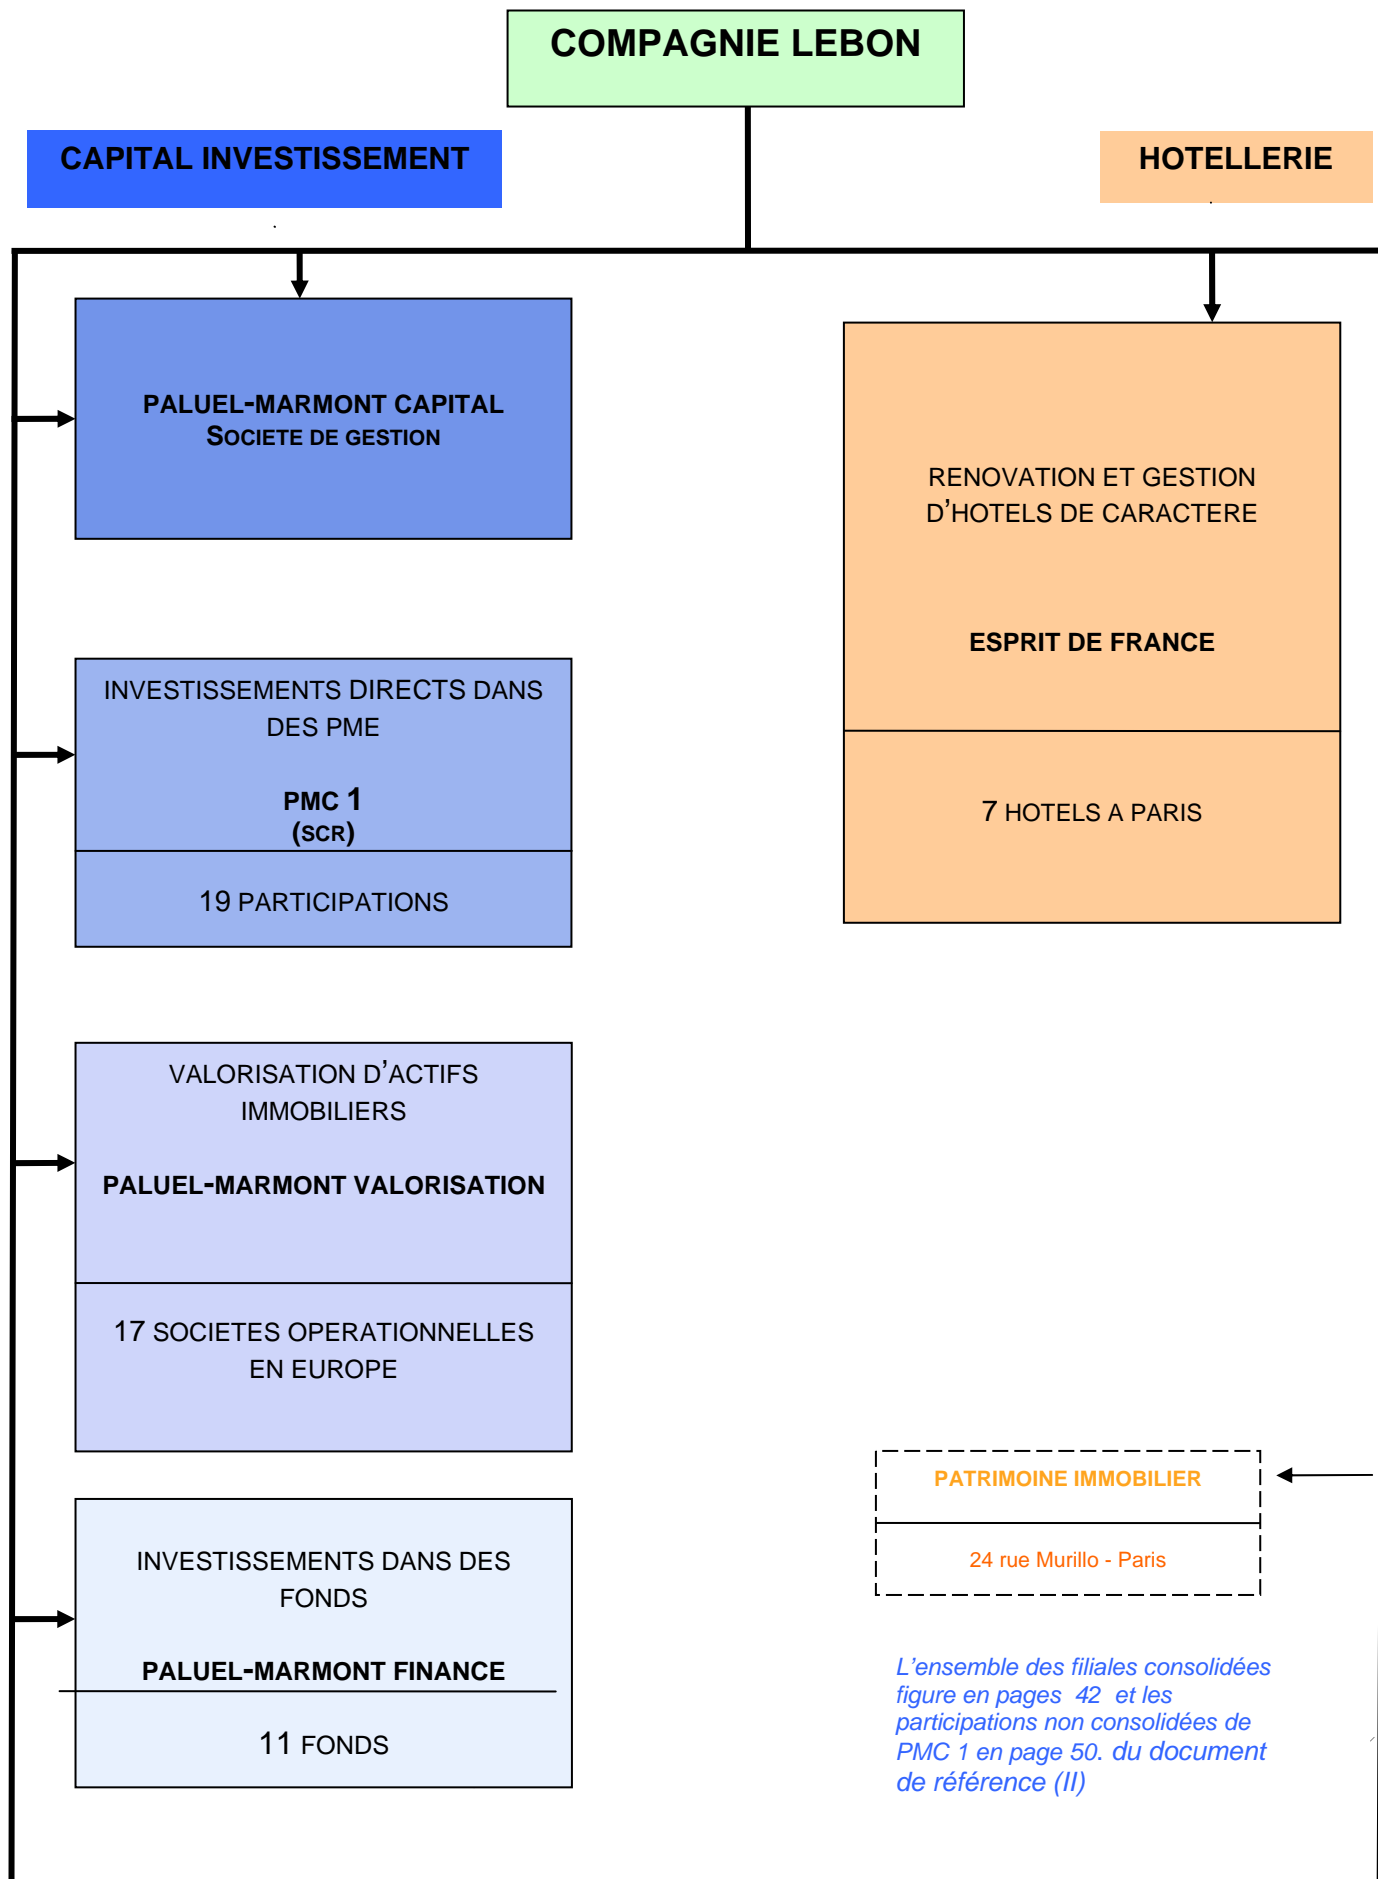 COMPAGNIE LEBON
CAPITAL INVESTISSEMENT
HOTELLERIE
PALUEL-MARMONT CAPITAL
SOCIETE DE GESTION
RENOVATION ET GESTION
D'HOTELS DE CARACTERE
ESPRIT DE FRANCE
7 HOTELS A PARIS
INVESTISSEMENTS DIRECTS DANS
DES PME
PMC 1
(SCR)
19 PARTICIPATIONS
VALORISATION D'ACTIFS
IMMOBILIERS
PALUEL-MARMONT VALORISATION
17 SOCIETES OPERATIONNELLES
EN EUROPE
PATRIMOINE IMMOBILIER
24 rue Murillo - Paris
INVESTISSEMENTS DANS DES
FONDS
PALUEL-MARMONT FINANCE
11 FONDS
L'ensemble des filiales consolidées
figure en pages 42 et les
participations non consolidées de
PMC 1 en page 50. du document
de référence (II)